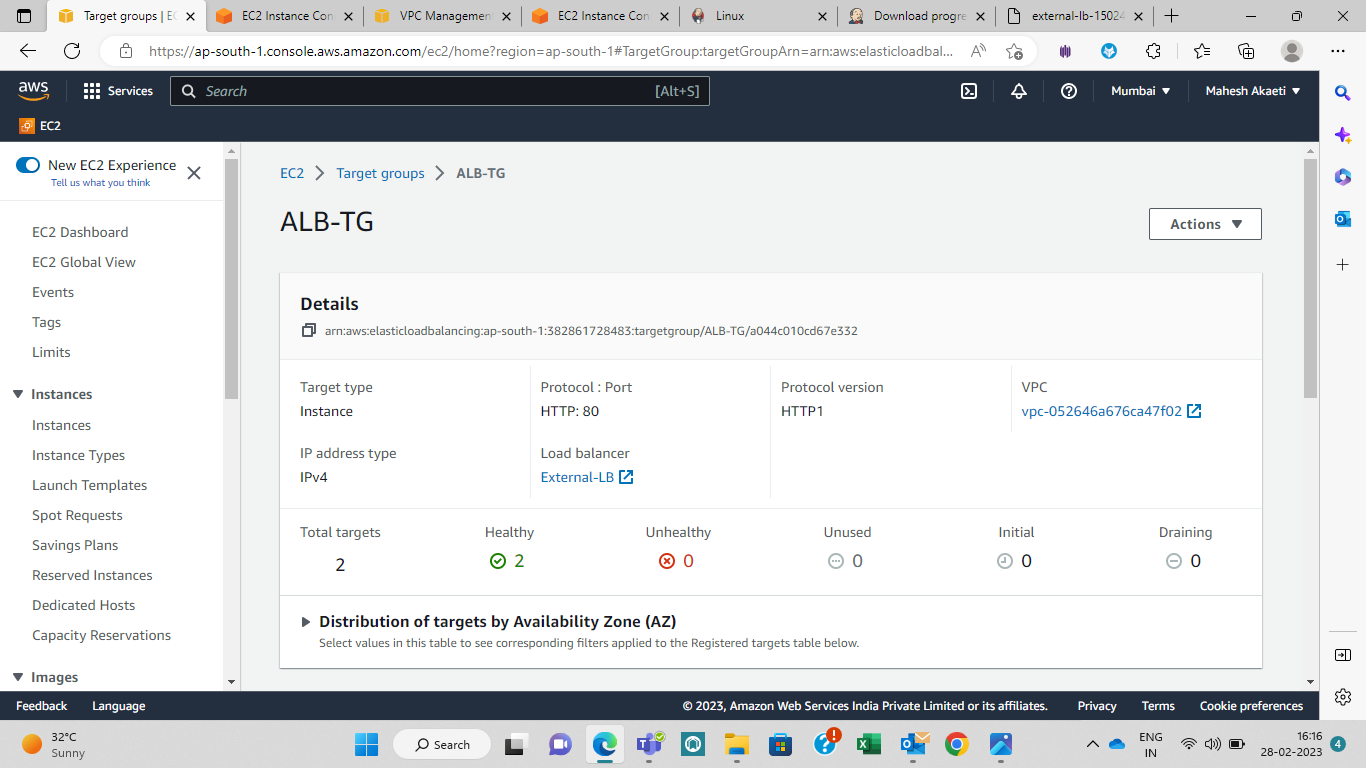 Target groups | EC
EC2 Instance Con
VPC Managemen
EC2 Instance Con
Linux
Download progre
external-lb-15024
https://ap-south-1.console.aws.amazon.com/ec2/home?region=ap-south-1#TargetGroup:targetGroupArn=arn:aws:elasticloadbal...
aws
Services
Search
[Alt+S]
Mumbai
Mahesh Akaeti
EC2
New EC2 Experience
Tell us what you think
EC2 Dashboard
EC2 Global View
Events
Tags
Limits
Instances
Instances
Instance Types
Launch Templates
Spot Requests
Savings Plans
Reserved Instances
Dedicated Hosts
Capacity Reservations
Images
EC2 > Target groups > ALB-TG
ALB-TG
Actions
Details
arn:aws:elasticloadbalancing:ap-south-1:382861728483:targetgroup/ALB-TG/a044c010cd67e332
Target type
Instance
Protocol : Port
HTTP: 80
Protocol version
HTTP1
VPC
vpc-052646a676ca47f02
IP address type
IPv4
Load balancer
External-LB
Total targets
2
Healthy
2
Unhealthy
0
Unused
0
Initial
0
Draining
0
Distribution of targets by Availability Zone (AZ)
Select values in this table to see corresponding filters applied to the Registered targets table below.
Feedback
Language
© 2023, Amazon Web Services India Private Limited or its affiliates.
Privacy
Terms
Cookie preferences
32°C
Sunny
Search
ENG
IN
16:16
28-02-2023
4